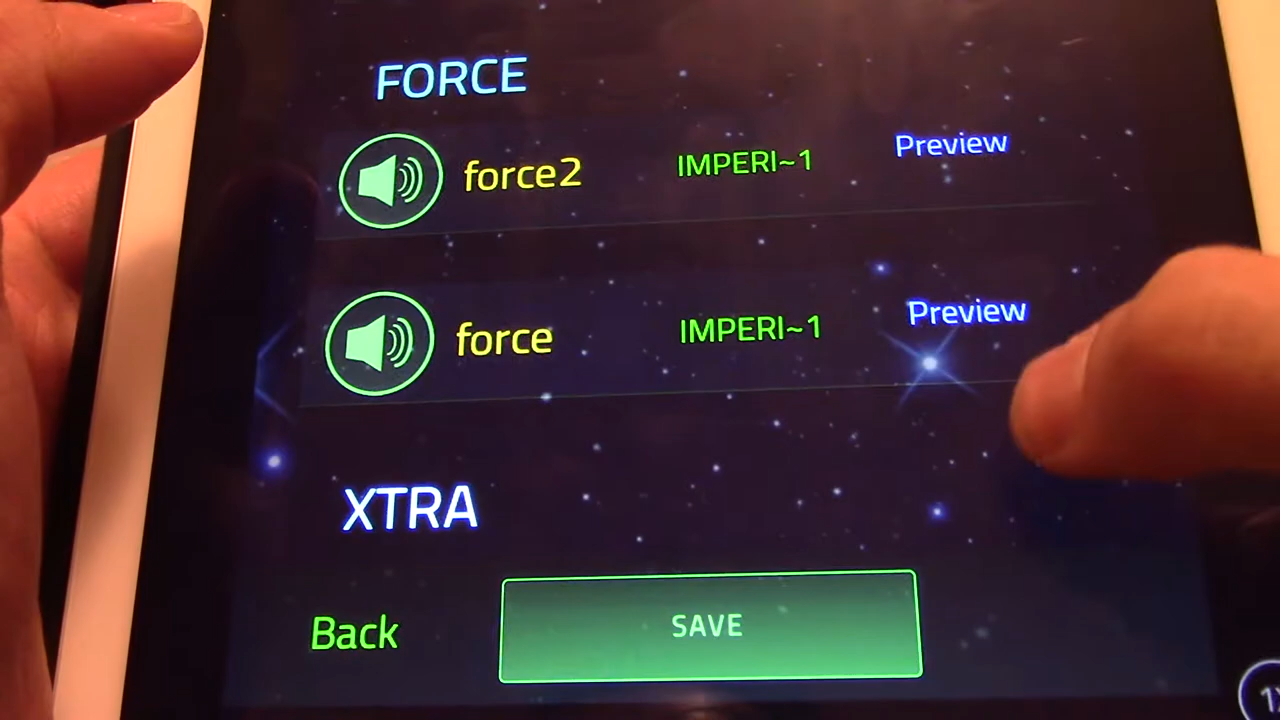 FORCE
force2 IMPERI~1 Preview
force IMPERI~1 Preview
XTRA
Back SAVE